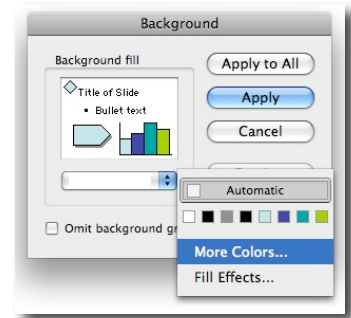 Background
Background fill
Title of Slide
• Bullet text
Apply to All
Apply
Cancel
Automatic
Omit background gr
More Colors...
Fill Effects...